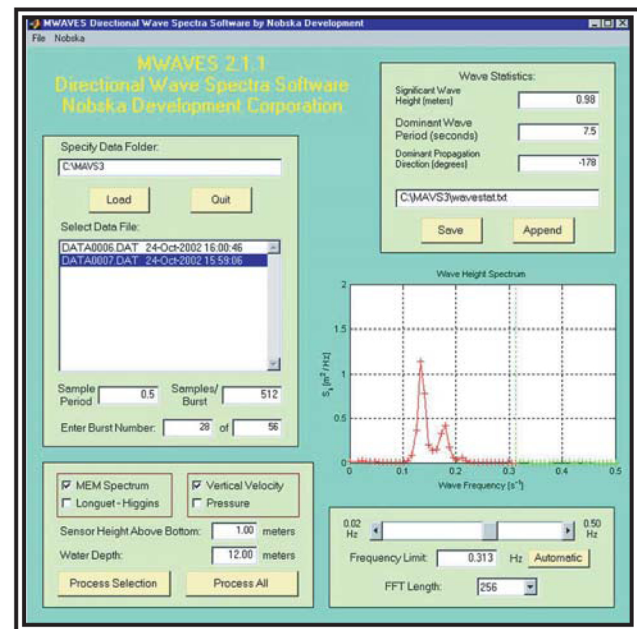 MWAVES Directional Wave Spectra Software by Nobska Development
File Nobska
MWAVES 2.1.1
Directional Wave Spectra Software
Nobska Development Corporation
Specify Data Folder:
C:\MAVS3
Load Quit
Select Data File:
DATA0006.DAT 24-Oct-2002 16:00:46
DATA0007.DAT 24-Oct-2002 15:59:06
Sample Period 0.5 Samples/ Burst 512
Enter Burst Number: 28 of 56
MEM Spectrum Vertical Velocity
Longuet-Higgins Pressure
Sensor Height Above Bottom: 1.00 meters
Water Depth: 12.00 meters
Process Selection Process All
Wave Statistics:
Significant Wave
Height (meters) 0.98
Dominant Wave
Period (seconds) 7.5
Dominant Propagation
Direction (degrees) -178
C:\MAVS3\wavestat.txt
Save Append
Wave Height Spectrum
2
1.5
1
0.5
0
S [m²/Hz]
0 0.1 0.2 0.3 0.4 0.5
Wave Frequency [s⁻¹]
0.02 Hz 0.50 Hz
Frequency Limit: 0.313 Hz Automatic
FFT Length: 256